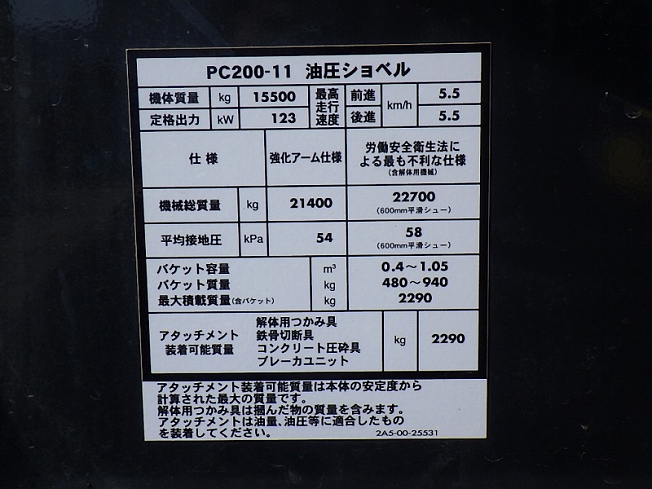 PC200-11 油圧ショベル
機体質量 kg 15500 最高走行速度 前進 km/h 5.5
定格出力 kW 123 後進 5.5
仕様 強化アーム仕様 労働安全衛生法による最も不利な仕様 (含解体用機械)
機械総質量 kg 21400 22700 (600mm平滑シュー)
平均接地圧 kPa 54 58 (600mm平滑シュー)
バケット容量 m³ 0.4～1.05
バケット質量 kg 480～940
最大積載質量(含バケット) kg 2290
アタッチメント装着可能質量 解体用つかみ具 kg 2290
鉄骨切断具
コンクリート圧砕具
ブレーカユニット
アタッチメント装着可能質量は本体の安定度から
計算された最大の質量です。
解体用つかみ具は掴んだ物の質量を含みます。
アタッチメントは油量、油圧等に適合したもの
を装着してください。 2A5-00-25531